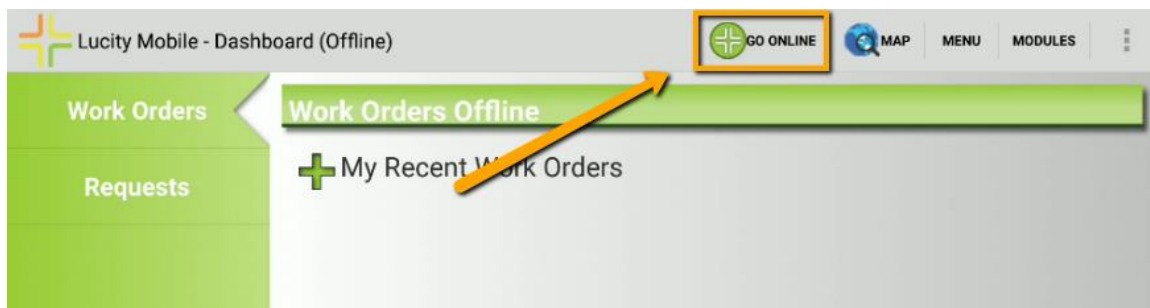 Lucity Mobile - Dashboard (Offline) GO ONLINE MAP MENU MODULES
Work Orders
Work Orders Offline
My Recent Work Orders
Requests